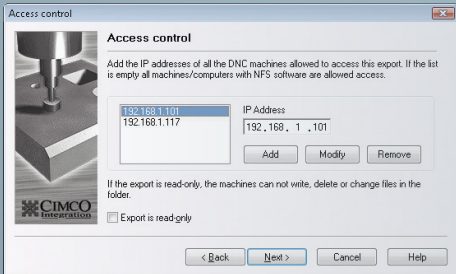 Access control
Access control
Add the IP addresses of all the DNC machines allowed to access this export. If the list
is empty all machines/computers with NFS software are allowed access.
192.168.1.101
192.168.1.117
IP Address
192.168. 1 .101
Add
Modify
Remove
If the export is read-only, the machines can not write, delete or change files in the
folder.
Export is read-only
CIMCO
Integration
< Back
Next >
Cancel
Help